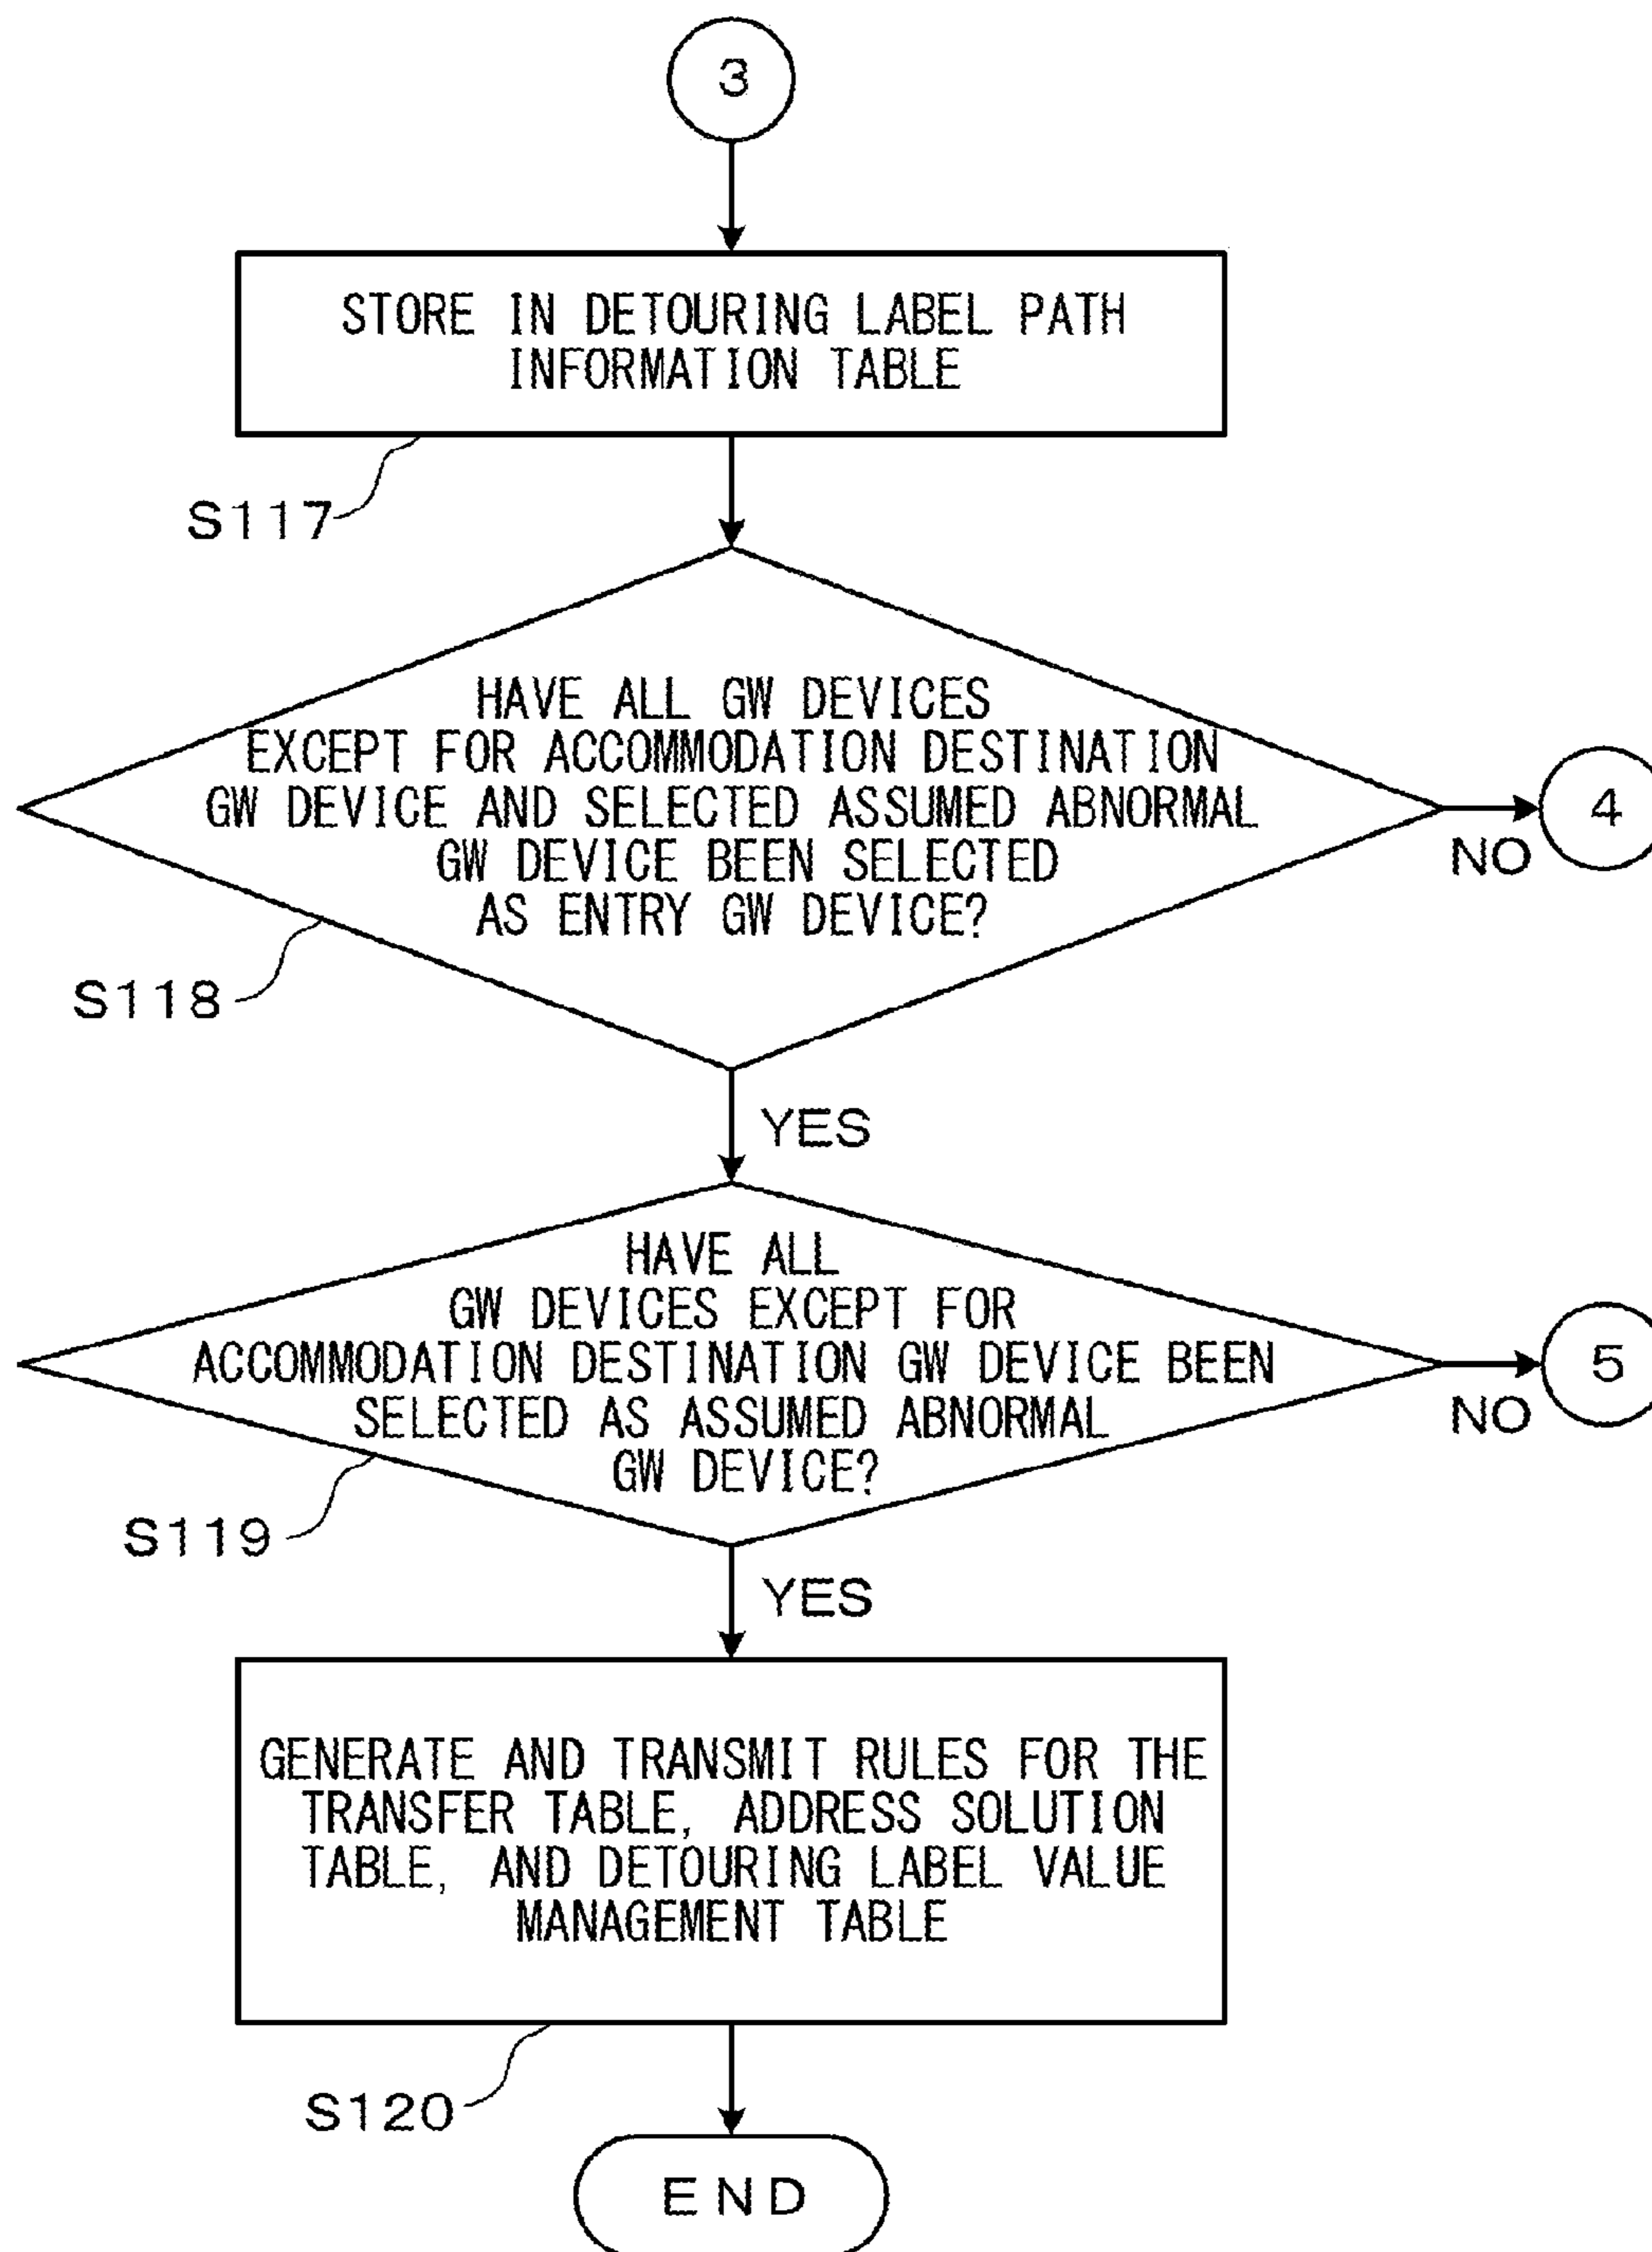 3
STORE IN DETOURING LABEL PATH
INFORMATION TABLE
S117
HAVE ALL GW DEVICES
EXCEPT FOR ACCOMMODATION DESTINATION
GW DEVICE AND SELECTED ASSUMED ABNORMAL
GW DEVICE BEEN SELECTED
AS ENTRY GW DEVICE?
4
NO
S118
YES
HAVE ALL
GW DEVICES EXCEPT FOR
ACCOMMODATION DESTINATION GW DEVICE BEEN
SELECTED AS ASSUMED ABNORMAL
GW DEVICE?
5
NO
S119
YES
GENERATE AND TRANSMIT RULES FOR THE
TRANSFER TABLE, ADDRESS SOLUTION
TABLE, AND DETOURING LABEL VALUE
MANAGEMENT TABLE
S120
END